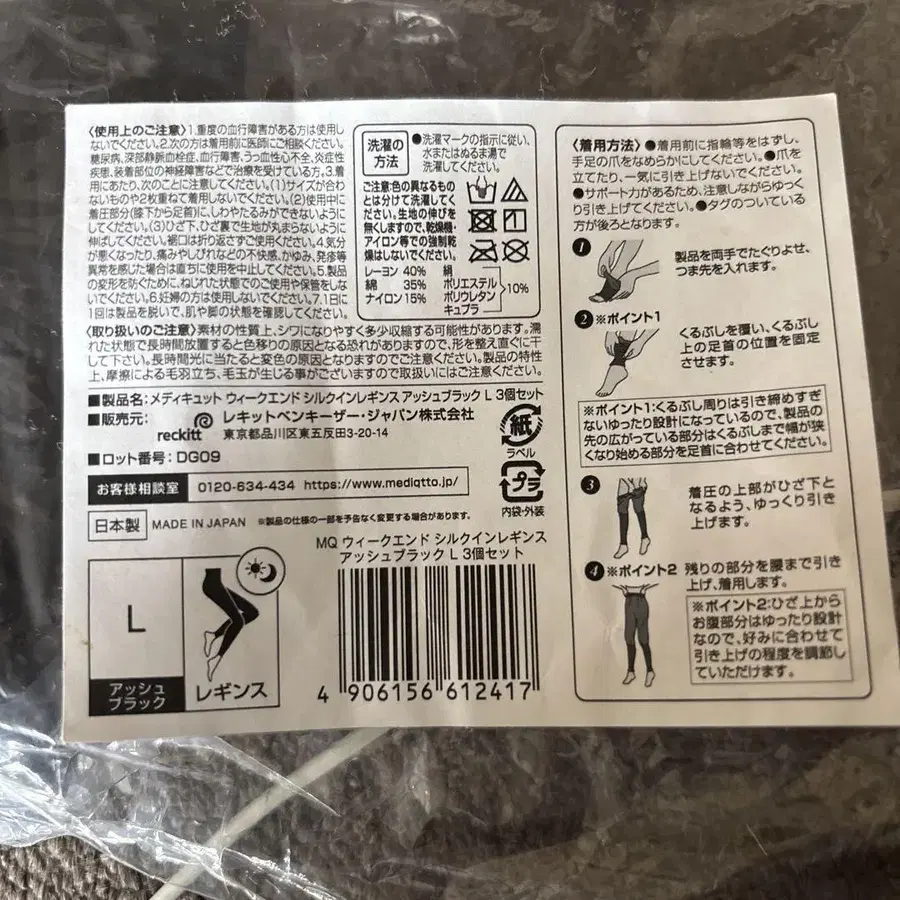 〈使用上のご注意〉1.重度の血行障害がある方は使用し
ないでください。2.次の方は着用前に医師にご相談ください。
糖尿病、深部静脈血栓症、血行障害、うっ血性心不全、炎症性
疾患、装着部位の神経障害などで治療を受けている方。3.着
用にあたり、次のことに注意してください。(1)サイズが合わ
ないものや2枚重ねて着用しないでください。(2)使用中に
着圧部分(膝下から足首)に、しわやたるみができないように
してください。(3)ひざ下、ひざ裏で生地が丸まらないように
伸ばしてください。裾口は折り返さずご使用ください。4.気分
が悪くなったり、痛みやしびれなどの不快感、かゆみ、発疹等
異常を感じた場合は直ちに使用を中止してください。5.製品
の変形を防ぐために、ねじれた状態でのご使用や保管をしな
いでください。6.妊婦の方は使用しないでください。7.1日に
1回は製品を脱いで、肌や脚の状態を確認してください。
洗濯の
方法
●洗濯マークの指示に従い、
水またはぬるま湯で
洗濯してください。
ご注意:色の異なるもの
とは分けて洗濯してく
ださい。生地の伸びを
無くしますので、乾燥機・
アイロン等での強制乾
燥はしないでください。
レーヨン 40%
綿 35%
ナイロン 15%
絹
ポリエステル
ポリウレタン
キュプラ
10%
〈取り扱いのご注意〉素材の性質上、シワになりやすく多少収縮する可能性があります。濡
れた状態で長時間放置すると色移りの原因となる恐れがありますので、形を整え直ぐに干
して下さい。長時間光に当たると変色の原因となりますのでご注意ください。製品の特性
上、摩擦による毛羽立ち、毛玉が生じる事がございますので取扱いにはご注意ください。
■製品名:メディキュット ウィークエンド シルクインレギンス アッシュブラック L 3個セット
■販売元: reckitt レキットベンキーザー・ジャパン株式会社
東京都品川区東五反田3-20-14
■ロット番号:DG09
お客様相談室 0120-634-434 https://www.mediqtto.jp/
日本製 MADE IN JAPAN ※製品の仕様の一部を予告なく変更する場合があります。
紙
ラベル
プラ
内袋・外装
L
アッシュ
ブラック
レギンス
MQ ウィークエンド シルクインレギンス
アッシュブラック L 3個セット
4 906156 612417
〈着用方法〉●着用前に指輪等をはずし、
手足の爪をなめらかにしてください。●爪を
立てたり、一気に引き上げないでください。
●サポート力があるため、注意しながらゆっく
り引き上げてください。●タグのついている
方が後ろとなります。
1
製品を両手でたぐりよせ、
つま先を入れます。
2 ※ポイント1
くるぶしを覆い、くるぶし
上の足首の位置を固定
させます。
※ポイント1:くるぶし周りは引き締めすぎ
ないゆったり設計になっているので、製品の
先の広がっている部分はくるぶしまで幅が狭
くなり始める部分を足首に合わせてください。
3
着圧の上部がひざ下と
なるよう、ゆっくり引き
上げます。
4 ※ポイント2 残りの部分を腰まで引き
上げ、着用します。
※ポイント2:ひざ上から
お腹部分はゆったり設計
なので、好みに合わせて
引き上げの程度を調節し
ていただけます。